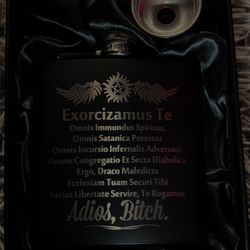 Exorcizamus Te
Omnis Immundus Spiritus,
Omnis Satanica Potestas
Omnis Incursio Infernalis Adversarii
Omnis Congregatio Et Secta Diabolica
Ergo, Draco Maledicte
Ecclesiam Tuam Securi Tibi
Facias Libertate Servire, Te Rogamus
Adios, Bitch.